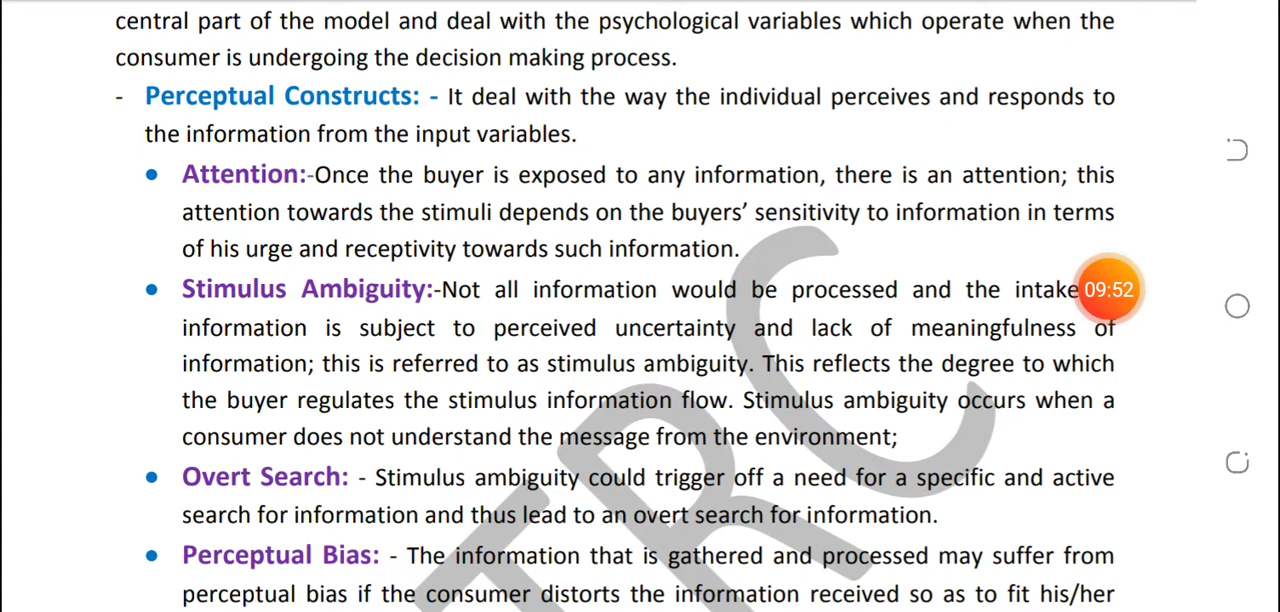 central part of the model and deal with the psychological variables which operate when the
consumer is undergoing the decision making process.
- Perceptual Constructs: - It deal with the way the individual perceives and responds to
the information from the input variables.
• Attention:-Once the buyer is exposed to any information, there is an attention; this
attention towards the stimuli depends on the buyers’ sensitivity to information in terms
of his urge and receptivity towards such information.
• Stimulus Ambiguity:-Not all information would be processed and the intake
09:52
information is subject to perceived uncertainty and lack of meaningfulness of
information; this is referred to as stimulus ambiguity. This reflects the degree to which
the buyer regulates the stimulus information flow. Stimulus ambiguity occurs when a
consumer does not understand the message from the environment;
• Overt Search: - Stimulus ambiguity could trigger off a need for a specific and active
search for information and thus lead to an overt search for information.
• Perceptual Bias: - The information that is gathered and processed may suffer from
perceptual bias if the consumer distorts the information received so as to fit his/her
TRC